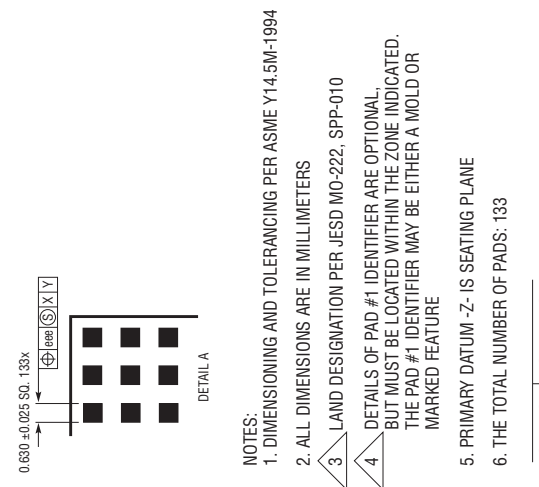 0.630 ±0.025 SQ. 133x
⌖ eee Ⓢ X Y
DETAIL A
NOTES:
1. DIMENSIONING AND TOLERANCING PER ASME Y14.5M-1994
2. ALL DIMENSIONS ARE IN MILLIMETERS
3 LAND DESIGNATION PER JESD MO-222, SPP-010
4 DETAILS OF PAD #1 IDENTIFIER ARE OPTIONAL,
BUT MUST BE LOCATED WITHIN THE ZONE INDICATED.
THE PAD #1 IDENTIFIER MAY BE EITHER A MOLD OR
MARKED FEATURE
5. PRIMARY DATUM -Z- IS SEATING PLANE
6. THE TOTAL NUMBER OF PADS: 133